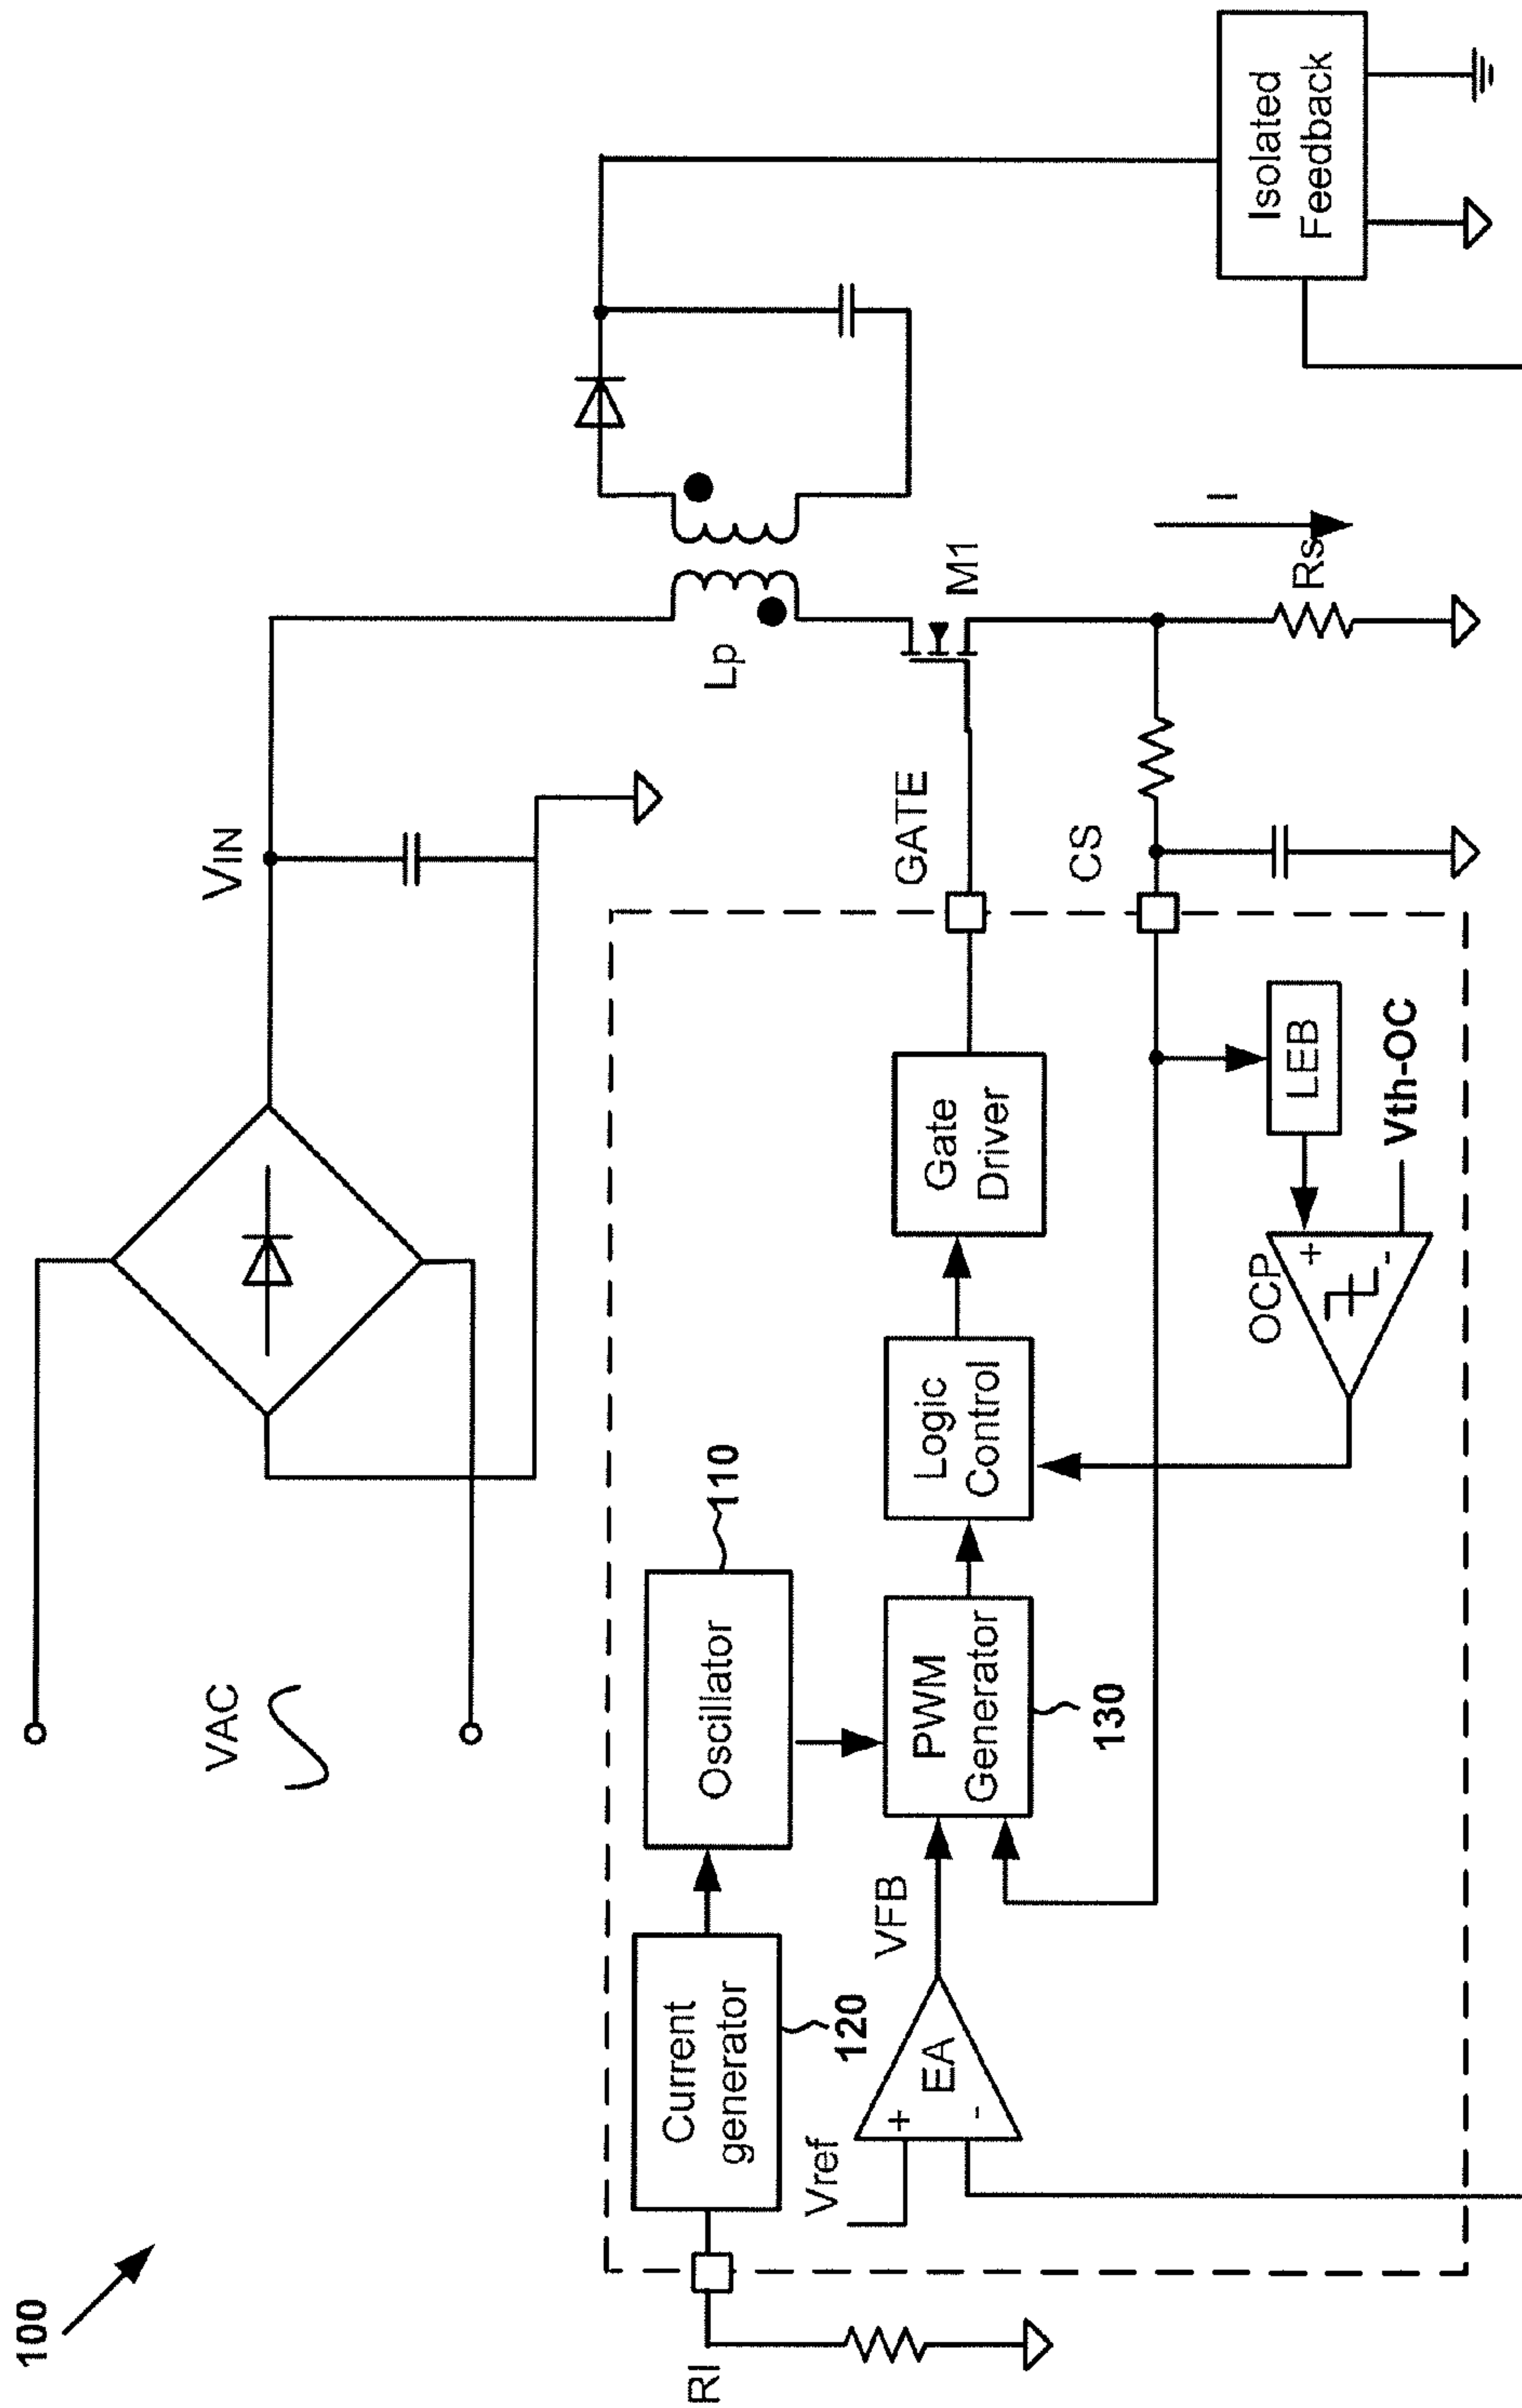 100
VAC
VIN
Lp
M1
GATE
CS
Rs
I
Isolated
Feedback
RI
Current
generator
120
Oscillator
110
Vref
+
-
EA
VFB
PWM
Generator
130
Logic
Control
Gate
Driver
LEB
OCP
+
-
Vth-OC